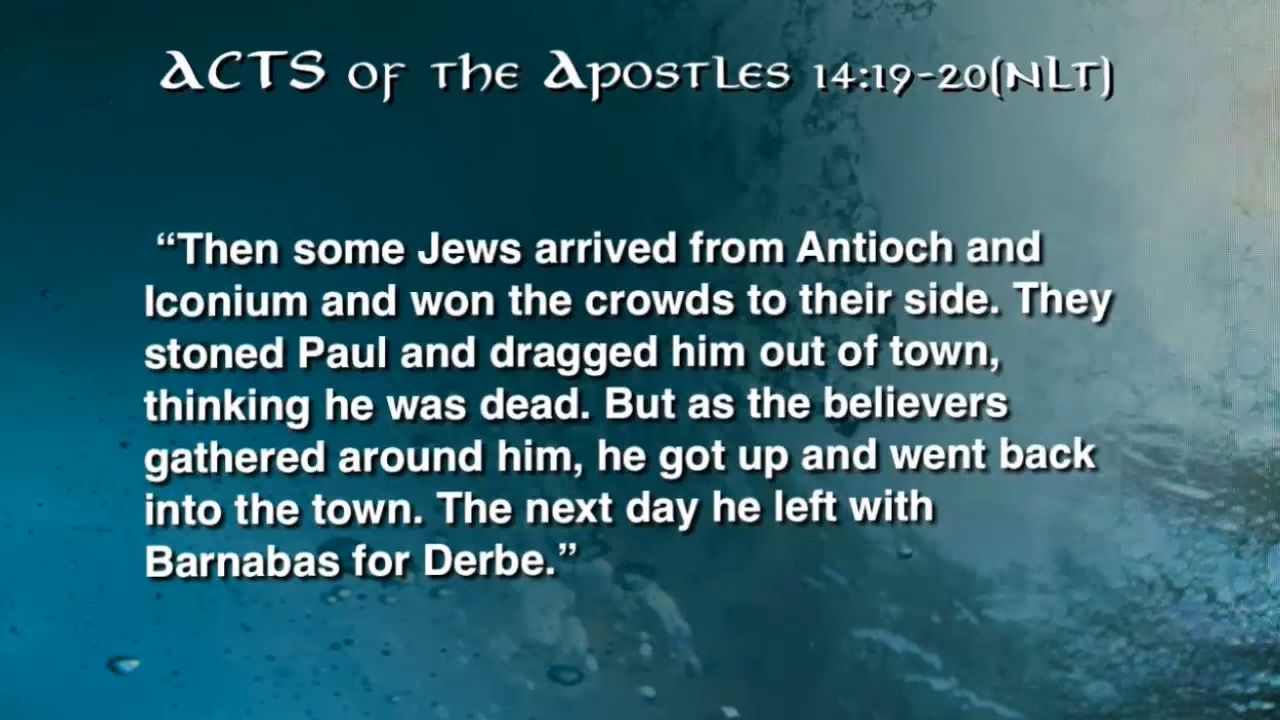 ACTS of the Apostles 14:19-20(NLT)
“Then some Jews arrived from Antioch and
Iconium and won the crowds to their side. They
stoned Paul and dragged him out of town,
thinking he was dead. But as the believers
gathered around him, he got up and went back
into the town. The next day he left with
Barnabas for Derbe.”